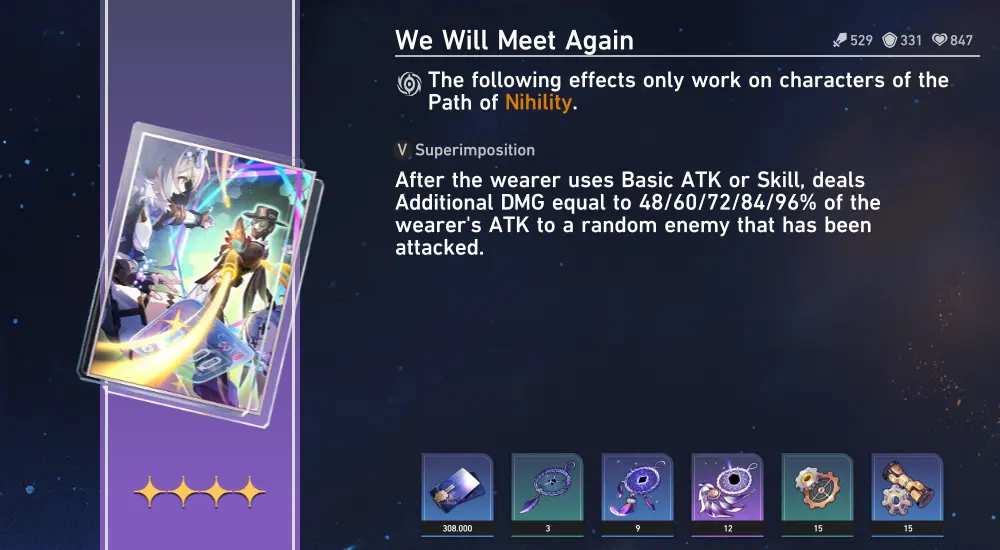 We Will Meet Again
529 331 847
The following effects only work on characters of the
Path of Nihility.
V Superimposition
After the wearer uses Basic ATK or Skill, deals
Additional DMG equal to 48/60/72/84/96% of the
wearer's ATK to a random enemy that has been
attacked.
308.000 3 9 12 15 15